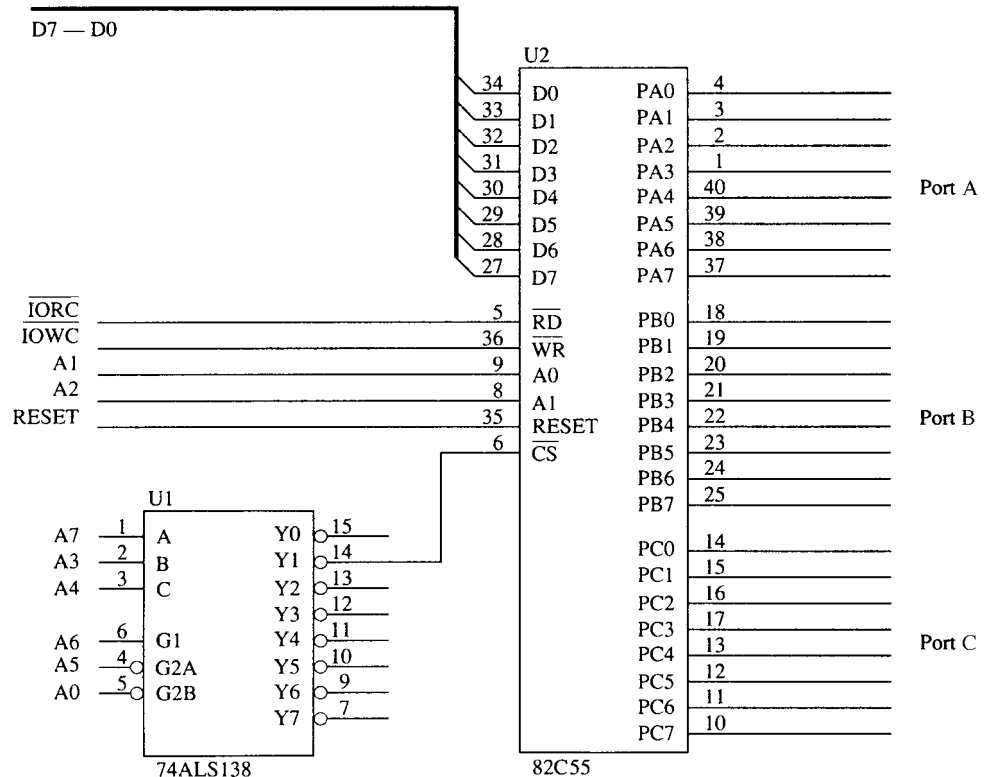 D7 — D0
U2
34 D0 PA0 4
33 D1 PA1 3
32 D2 PA2 2
31 D3 PA3 1
30 D4 PA4 40
29 D5 PA5 39
28 D6 PA6 38
27 D7 PA7 37
Port A
IORC 5 RD PB0 18
IOWC 36 WR PB1 19
A1 9 A0 PB2 20
A2 8 A1 PB3 21
RESET 35 RESET PB4 22
6 CS PB5 23
PB6 24
PB7 25
Port B
U1
A7 1 A Y0 15
A3 2 B Y1 14
A4 3 C Y2 13
Y3 12
A6 6 G1 Y4 11
A5 4 G2A Y5 10
A0 5 G2B Y6 9
Y7 7
74ALS138
PC0 14
PC1 15
PC2 16
PC3 17
PC4 13
PC5 12
PC6 11
PC7 10
Port C
82C55